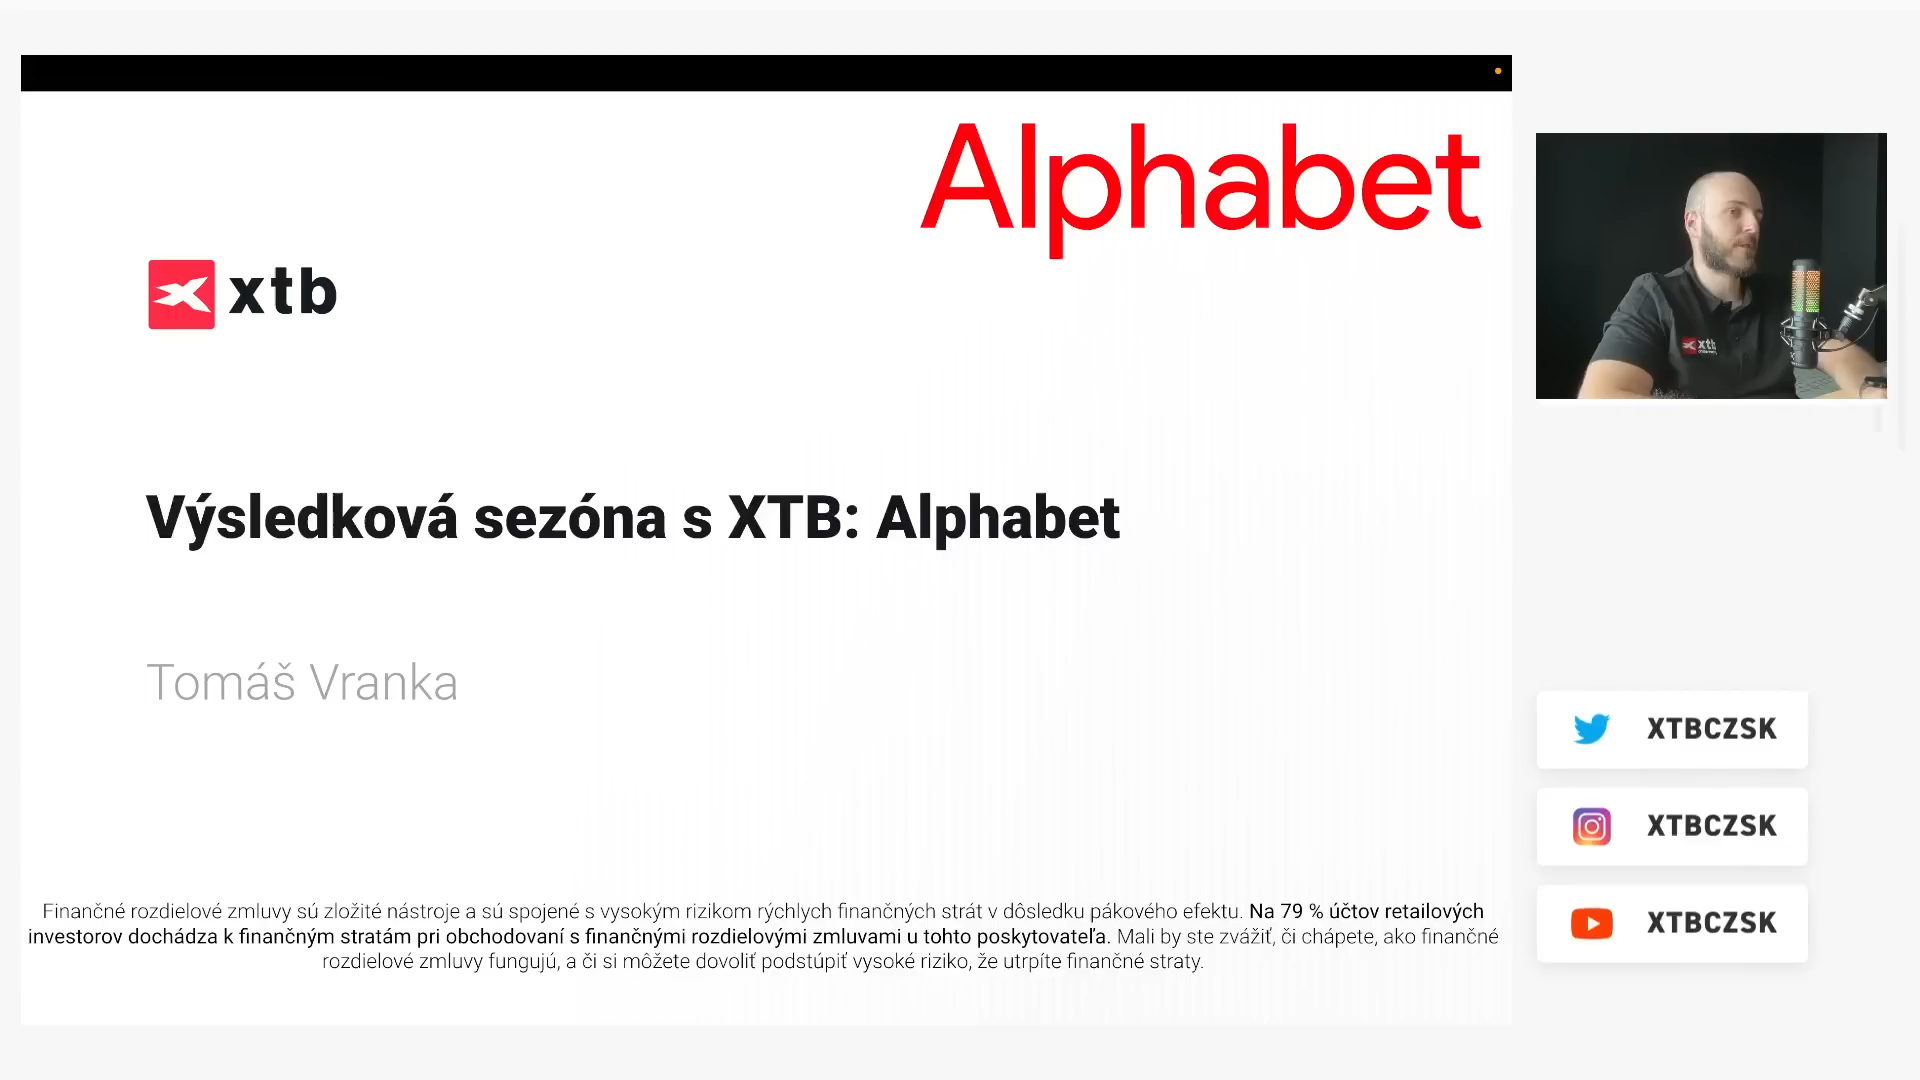 Alphabet
xtb
Výsledková sezóna s XTB: Alphabet
Tomáš Vranka
Finančné rozdielové zmluvy sú zložité nástroje a sú spojené s vysokým rizikom rýchlych finančných strát v dôsledku pákového efektu. Na 79 % účtov retailových
investorov dochádza k finančným stratám pri obchodovaní s finančnými rozdielovými zmluvami u tohto poskytovateľa. Mali by ste zvážiť, či chápete, ako finančné
rozdielové zmluvy fungujú, a či si môžete dovoliť podstúpiť vysoké riziko, že utrpíte finančné straty.
xtb
XTBCZSK
XTBCZSK
XTBCZSK